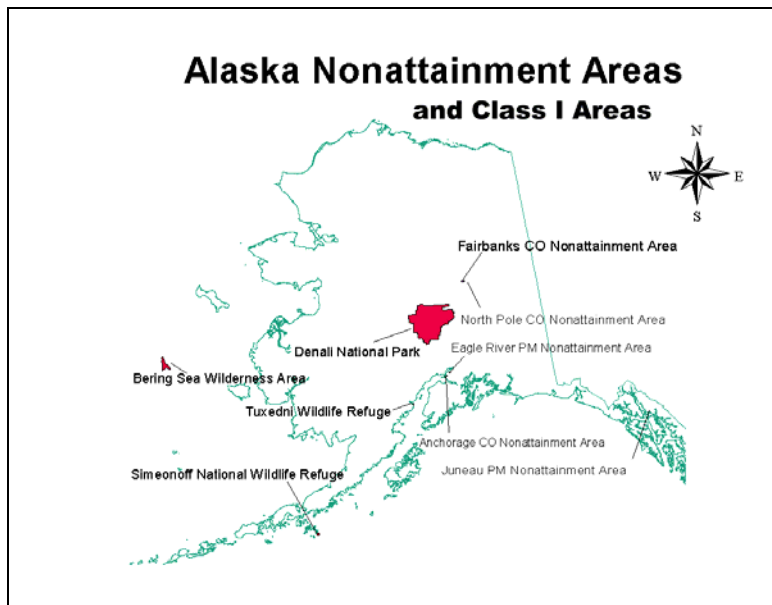 Alaska Nonattainment Areas
and Class I Areas
N
W E
S
Fairbanks CO Nonattainment Area
North Pole CO Nonattainment Area
Denali National Park
Eagle River PM Nonattainment Area
Bering Sea Wilderness Area
Tuxedni Wildlife Refuge
Anchorage CO Nonattainment Area
Simeonoff National Wildlife Refuge
Juneau PM Nonattainment Area